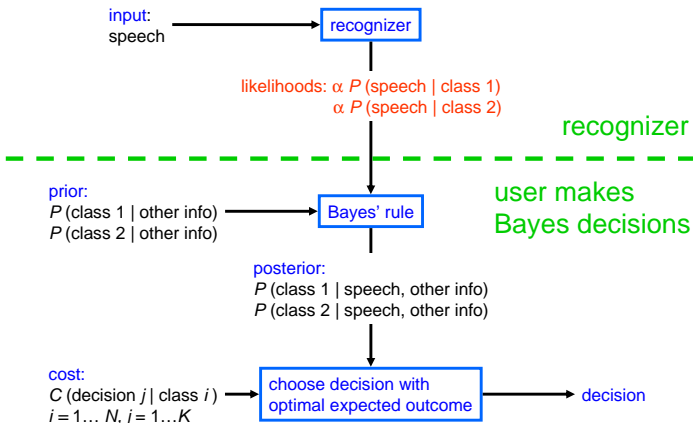 input:
speech
recognizer
likelihoods: α P (speech | class 1)
α P (speech | class 2)
recognizer
prior:
P (class 1 | other info)
P (class 2 | other info)
Bayes' rule
user makes
Bayes decisions
posterior:
P (class 1 | speech, other info)
P (class 2 | speech, other info)
cost:
C (decision j | class i )
i = 1… N, j = 1…K
choose decision with
optimal expected outcome
decision